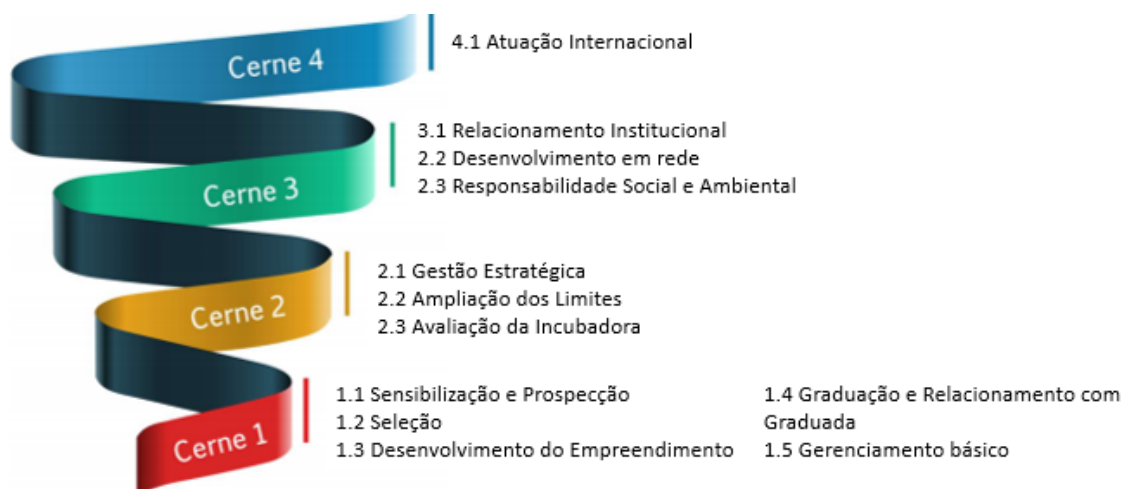 Cerne 4
4.1 Atuação Internacional
Cerne 3
3.1 Relacionamento Institucional
2.2 Desenvolvimento em rede
2.3 Responsabilidade Social e Ambiental
Cerne 2
2.1 Gestão Estratégica
2.2 Ampliação dos Limites
2.3 Avaliação da Incubadora
Cerne 1
1.1 Sensibilização e Prospecção
1.2 Seleção
1.3 Desenvolvimento do Empreendimento
1.4 Graduação e Relacionamento com
Graduada
1.5 Gerenciamento básico